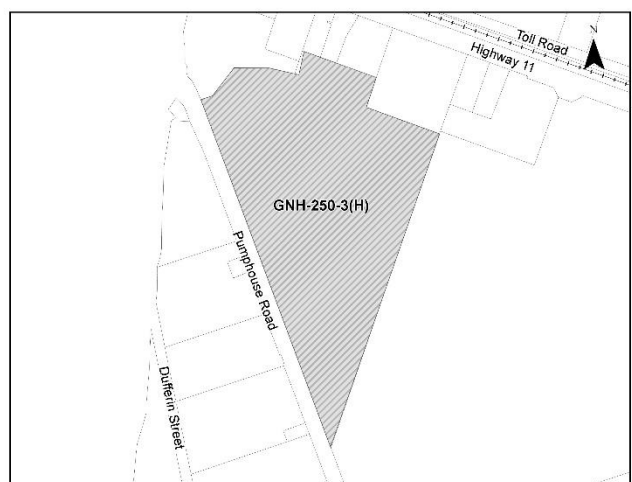 Toll Road
Highway 11
N
GNH-250-3(H)
Pumphouse Road
Dufferin Street